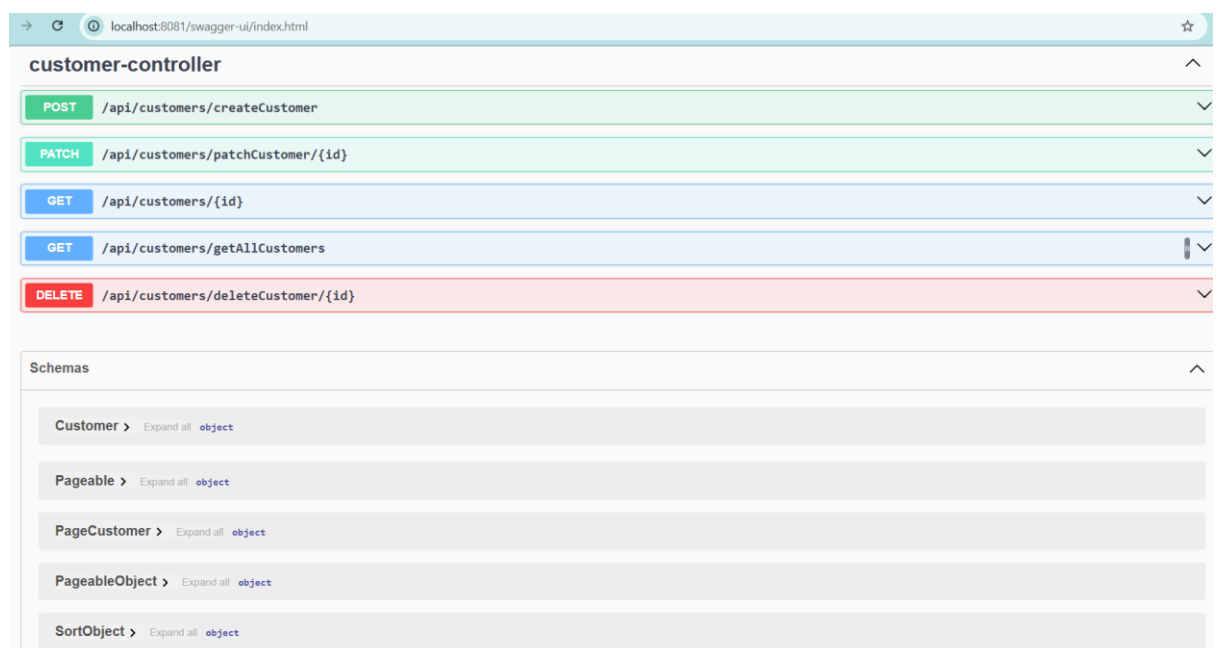 localhost:8081/swagger-ui/index.html
customer-controller
POST /api/customers/createCustomer
PATCH /api/customers/patchCustomer/{id}
GET /api/customers/{id}
GET /api/customers/getAllCustomers
DELETE /api/customers/deleteCustomer/{id}
Schemas
Customer Expand all object
Pageable Expand all object
PageCustomer Expand all object
PageableObject Expand all object
SortObject Expand all object